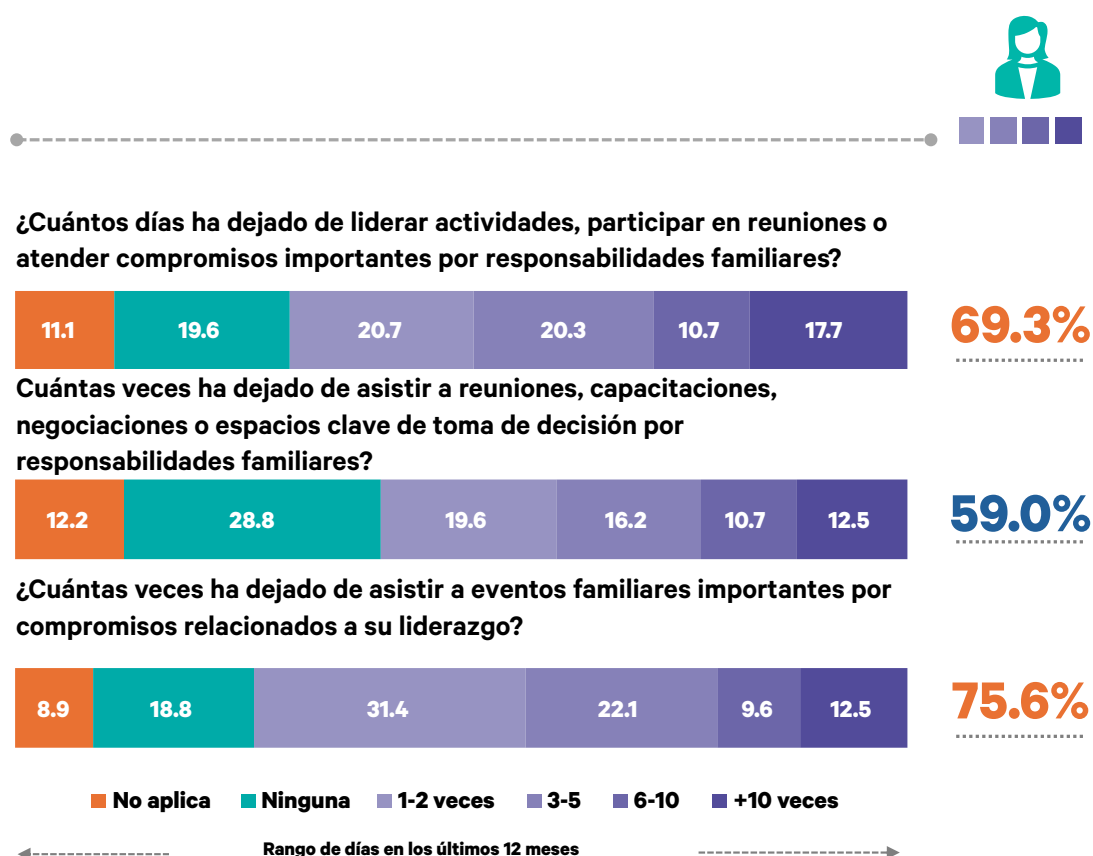 ¿Cuántos días ha dejado de liderar actividades, participar en reuniones o
atender compromisos importantes por responsabilidades familiares?
11.1 19.6 20.7 20.3 10.7 17.7 69.3%
Cuántas veces ha dejado de asistir a reuniones, capacitaciones,
negociaciones o espacios clave de toma de decisión por
responsabilidades familiares?
12.2 28.8 19.6 16.2 10.7 12.5 59.0%
¿Cuántas veces ha dejado de asistir a eventos familiares importantes por
compromisos relacionados a su liderazgo?
8.9 18.8 31.4 22.1 9.6 12.5 75.6%
No aplica Ninguna 1-2 veces 3-5 6-10 +10 veces
Rango de días en los últimos 12 meses